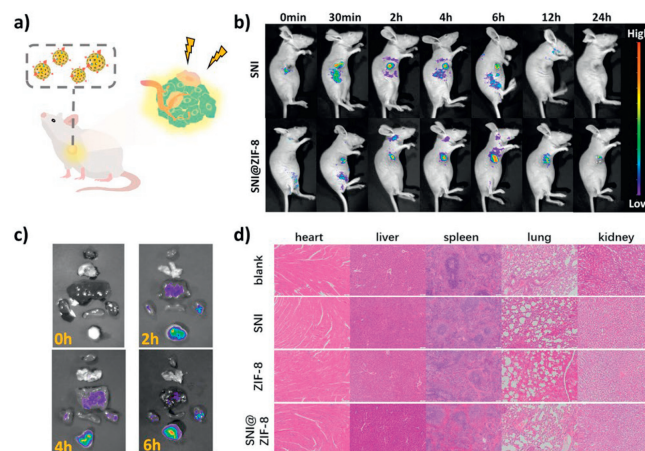 a)
b)
0min 30min 2h 4h 6h 12h 24h
SNI
SNI@ZIF-8
High
Low
c)
0h
2h
4h
6h
d)
heart liver spleen lung kidney
blank
SNI
ZIF-8
SNI@
ZIF-8